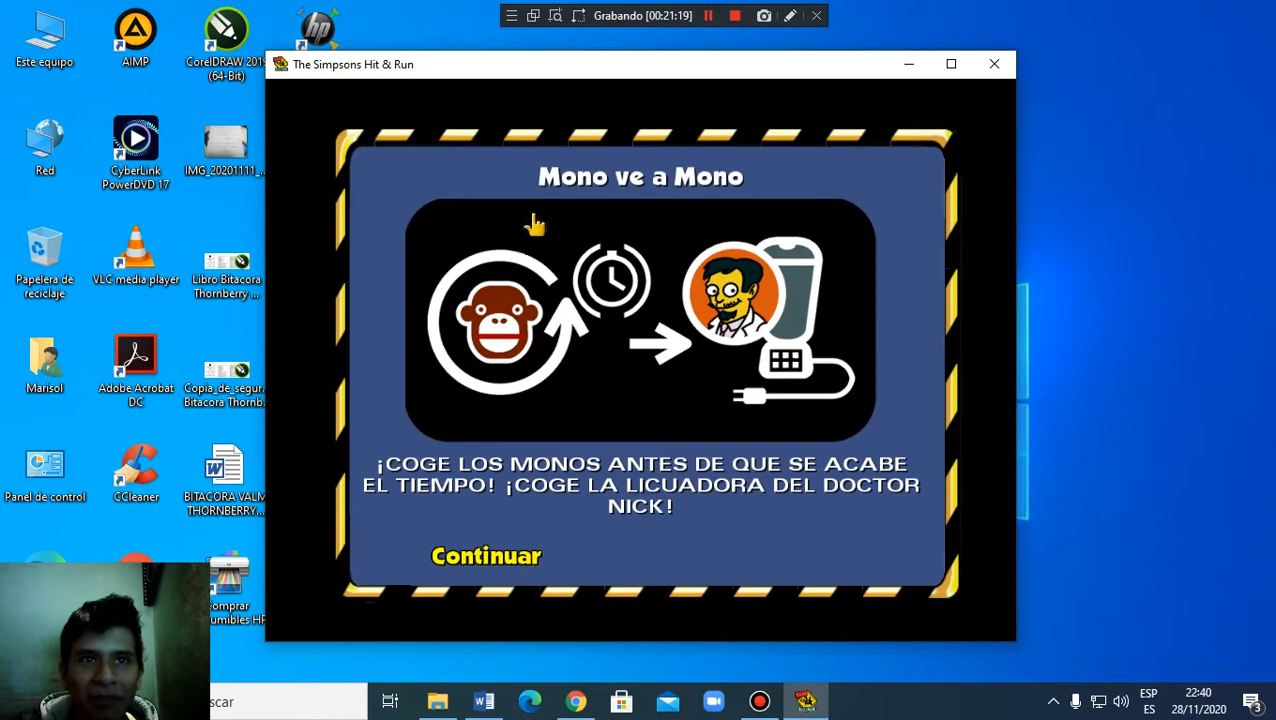 Grabando [00:21:19]
Este equipo
AIMP
CorelDRAW 2019
(64-Bit)
hp
The Simpsons Hit & Run
Red
CyberLink
PowerDVD 17
IMG_20201111_...
Papelera de
reciclaje
VLC media player
Libro Bitacora
Thornberry ...
Marisol
Adobe Acrobat
DC
Copia_de_segur...
Bitacora Thornb...
Panel de control
CCleaner
BITACORA VALM...
THORNBERRY...
Comprar
Mono ve a Mono
¡COGE LOS MONOS ANTES DE QUE SE ACABE
EL TIEMPO! ¡COGE LA LICUADORA DEL DOCTOR
NICK!
Continuar
ESP
ES
22:40
28/11/2020
3